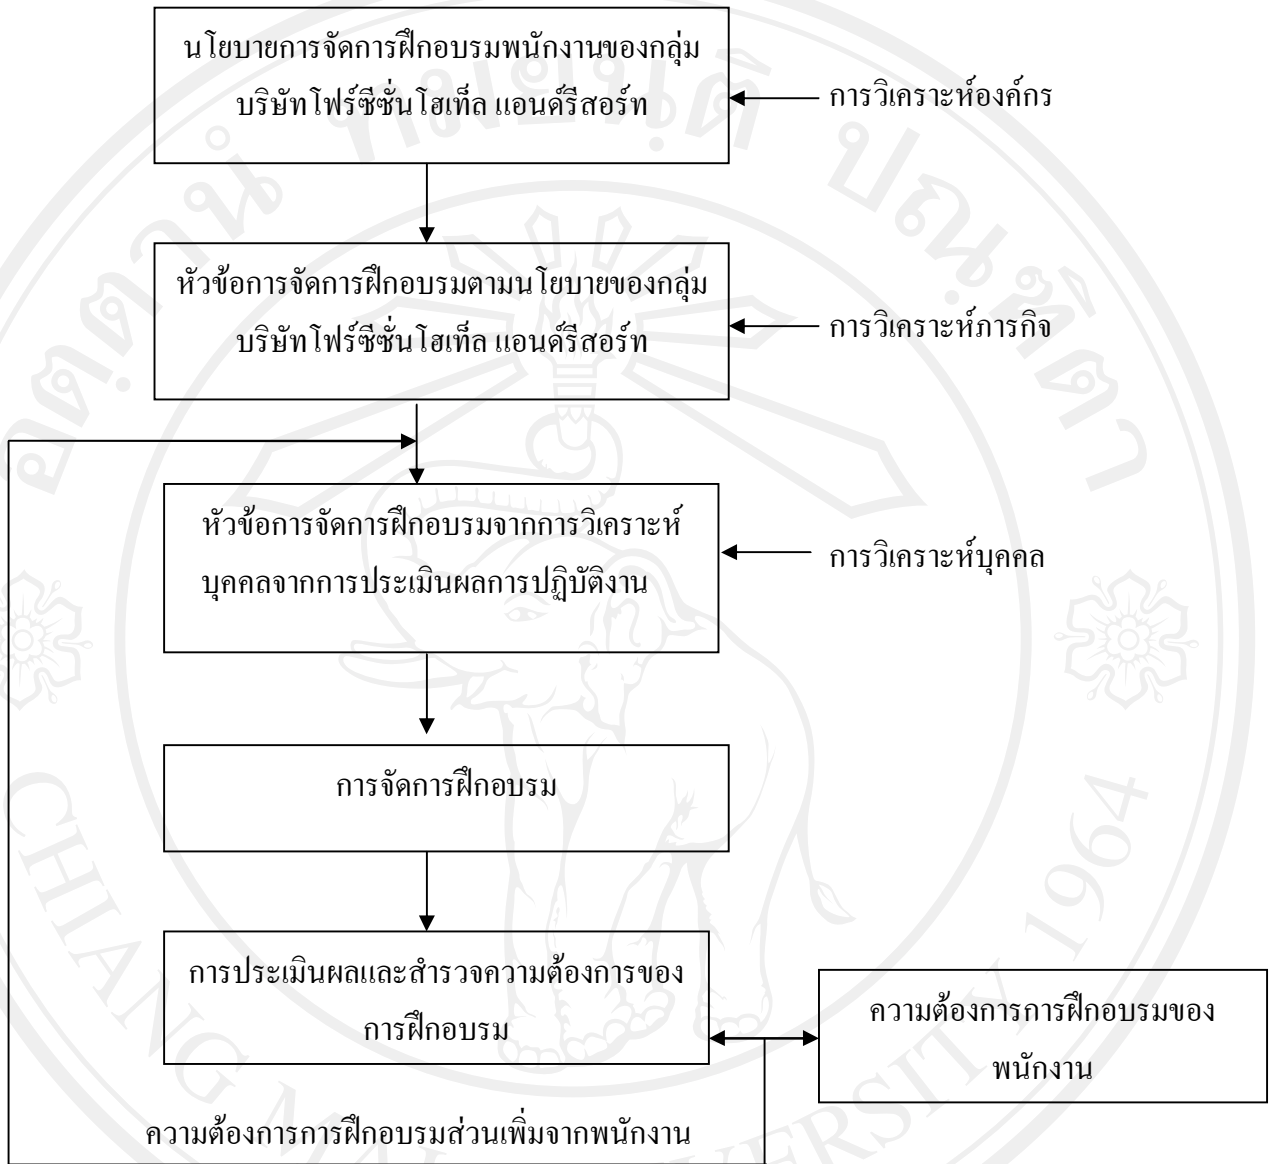 นโยบายการจัดการฝึกอบรมพนักงานของกลุ่ม
บริษัทโฟร์ซีซั่นโฮเท็ล แอนด์รีสอร์ท
การวิเคราะห์องค์กร
หัวข้อการจัดการฝึกอบรมตามนโยบายของกลุ่ม
บริษัทโฟร์ซีซั่นโฮเท็ล แอนด์รีสอร์ท
การวิเคราะห์ภารกิจ
หัวข้อการจัดการฝึกอบรมจากการวิเคราะห์
บุคคลจากการประเมินผลการปฏิบัติงาน
การวิเคราะห์บุคคล
การจัดการฝึกอบรม
การประเมินผลและสำรวจความต้องการของ
การฝึกอบรม
ความต้องการการฝึกอบรมของ
พนักงาน
ความต้องการการฝึกอบรมส่วนเพิ่มจากพนักงาน
CHIANG MAI UNIVERSITY 1964